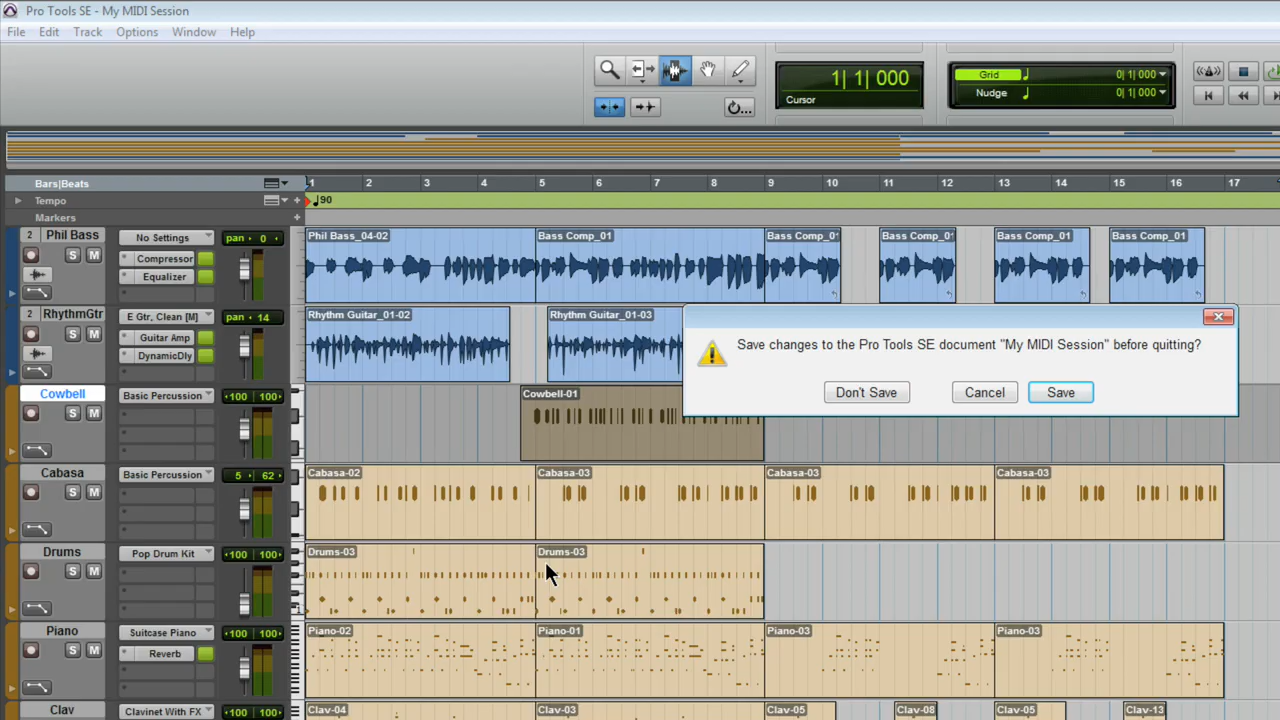 Pro Tools SE - My MIDI Session
File Edit Track Options Window Help
1| 1| 000
Cursor
Grid 0| 1| 000
Nudge 0| 1| 000
Bars|Beats 1 2 3 4 5 6 7 8 9 10 11 12 13 14 15 16 17
Tempo 90
Markers
2 Phil Bass No Settings pan 0 Phil Bass_04-02 Bass Comp_01 Bass Comp_01 Bass Comp_01 Bass Comp_01 Bass Comp_01
S M Compressor
Equalizer
2 RhythmGtr E Gtr, Clean [M] pan 14 Rhythm Guitar_01-02 Rhythm Guitar_01-03
S M Guitar Amp
DynamicDly
Save changes to the Pro Tools SE document "My MIDI Session" before quitting?
Don't Save Cancel Save
Cowbell Basic Percussion 100 100 Cowbell-01
S M
Cabasa Basic Percussion 5 62 Cabasa-02 Cabasa-03 Cabasa-03 Cabasa-03
S M
Drums Pop Drum Kit 100 100 Drums-03 Drums-03
S M
Piano Suitcase Piano 100 100 Piano-02 Piano-01 Piano-03 Piano-03
S M Reverb
Clav Clavinet With FX 100 100 Clav-04 Clav-03 Clav-05 Clav-08 Clav-05 Clav-13